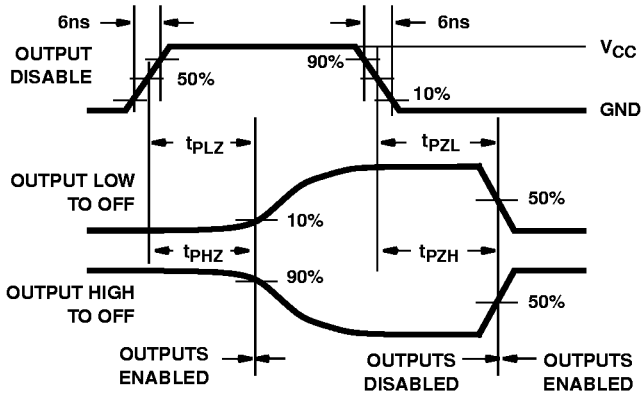 6ns
6ns
OUTPUT
DISABLE
50%
90%
10%
VCC
GND
tPLZ
tPZL
OUTPUT LOW
TO OFF
10%
50%
tPHZ
tPZH
OUTPUT HIGH
TO OFF
90%
50%
OUTPUTS
ENABLED
OUTPUTS
DISABLED
OUTPUTS
ENABLED